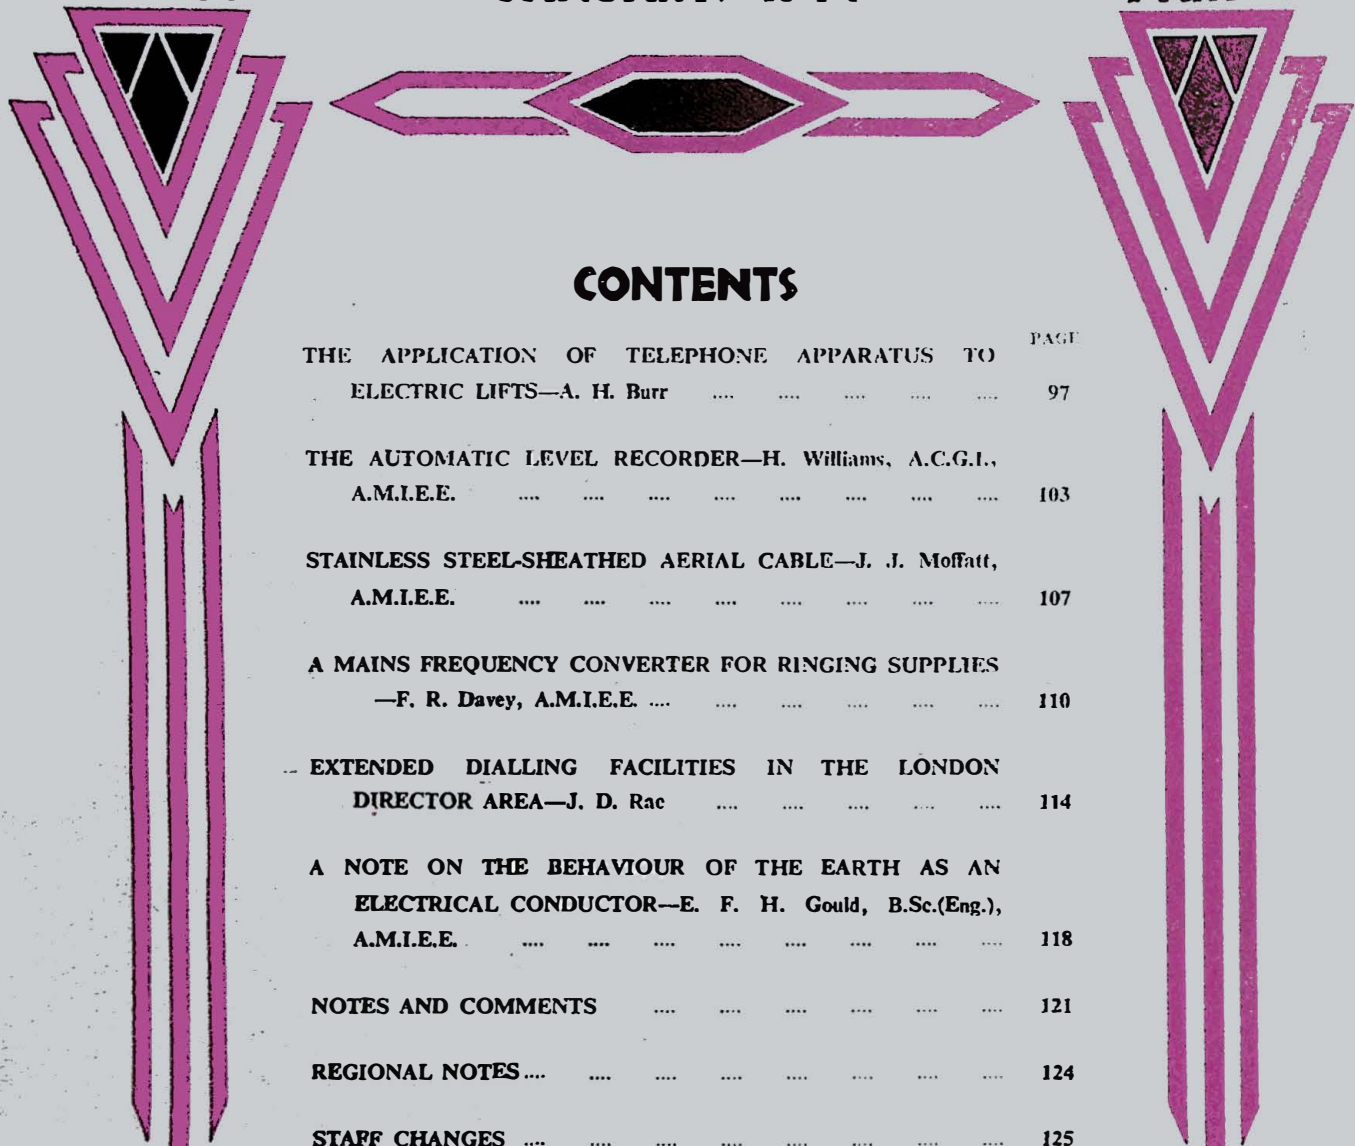 CONTENTS
PAGE
THE APPLICATION OF TELEPHONE APPARATUS TO
ELECTRIC LIFTS—A. H. Burr .... .... .... .... .... 97
THE AUTOMATIC LEVEL RECORDER—H. Williams, A.C.G.I.,
A.M.I.E.E. .... .... .... .... .... .... .... .... 103
STAINLESS STEEL-SHEATHED AERIAL CABLE—J. J. Moffatt,
A.M.I.E.E. .... .... .... .... .... .... .... .... 107
A MAINS FREQUENCY CONVERTER FOR RINGING SUPPLIES
—F. R. Davey, A.M.I.E.E. .... .... .... .... .... .... 110
EXTENDED DIALLING FACILITIES IN THE LONDON
DIRECTOR AREA—J. D. Rae .... .... .... .... .... 114
A NOTE ON THE BEHAVIOUR OF THE EARTH AS AN
ELECTRICAL CONDUCTOR—E. F. H. Gould, B.Sc.(Eng.),
A.M.I.E.E. .... .... .... .... .... .... .... .... 118
NOTES AND COMMENTS .... .... .... .... .... .... 121
REGIONAL NOTES .... .... .... .... .... .... .... .... 124
STAFF CHANGES .... .... .... .... .... .... .... .... 125